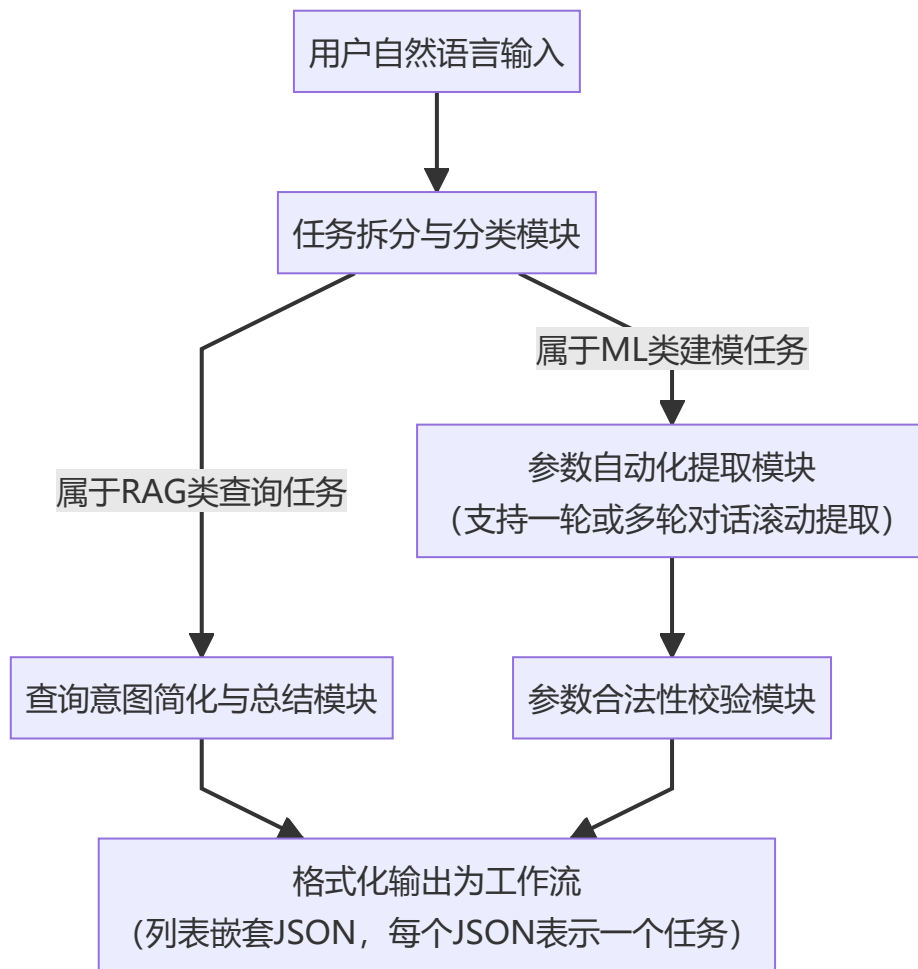 用户自然语言输入
任务拆分与分类模块
属于ML类建模任务
参数自动化提取模块
（支持一轮或多轮对话滚动提取）
属于RAG类查询任务
查询意图简化与总结模块
参数合法性校验模块
格式化输出为工作流
（列表嵌套JSON，每个JSON表示一个任务）